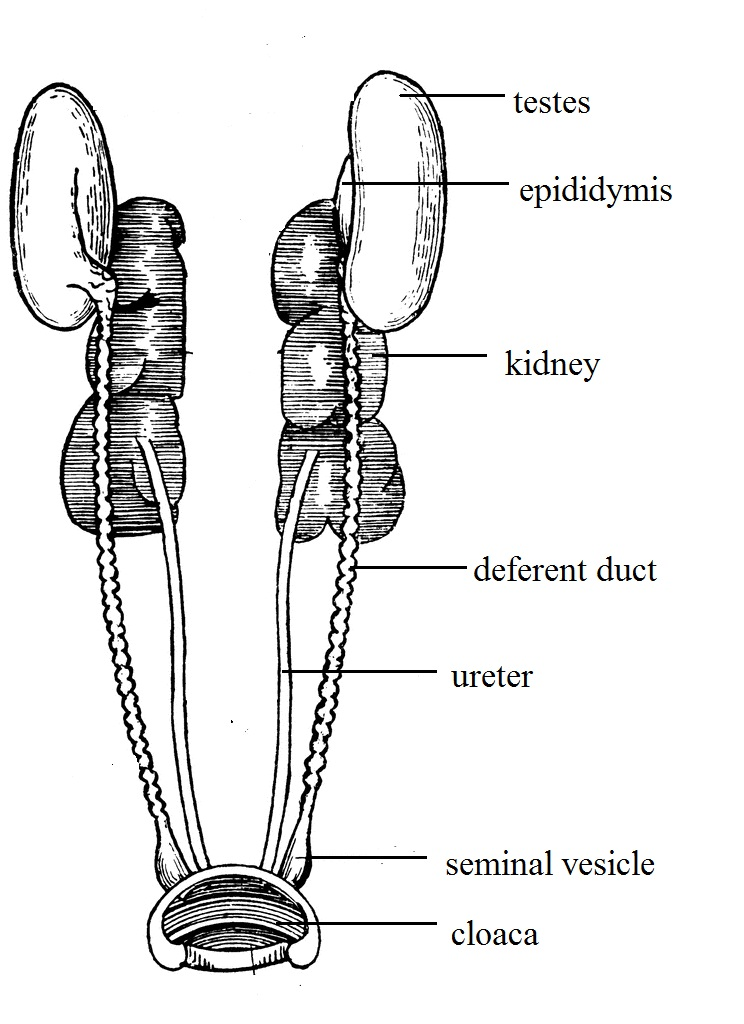 testes
epididymis
kidney
deferent duct
ureter
seminal vesicle
cloaca